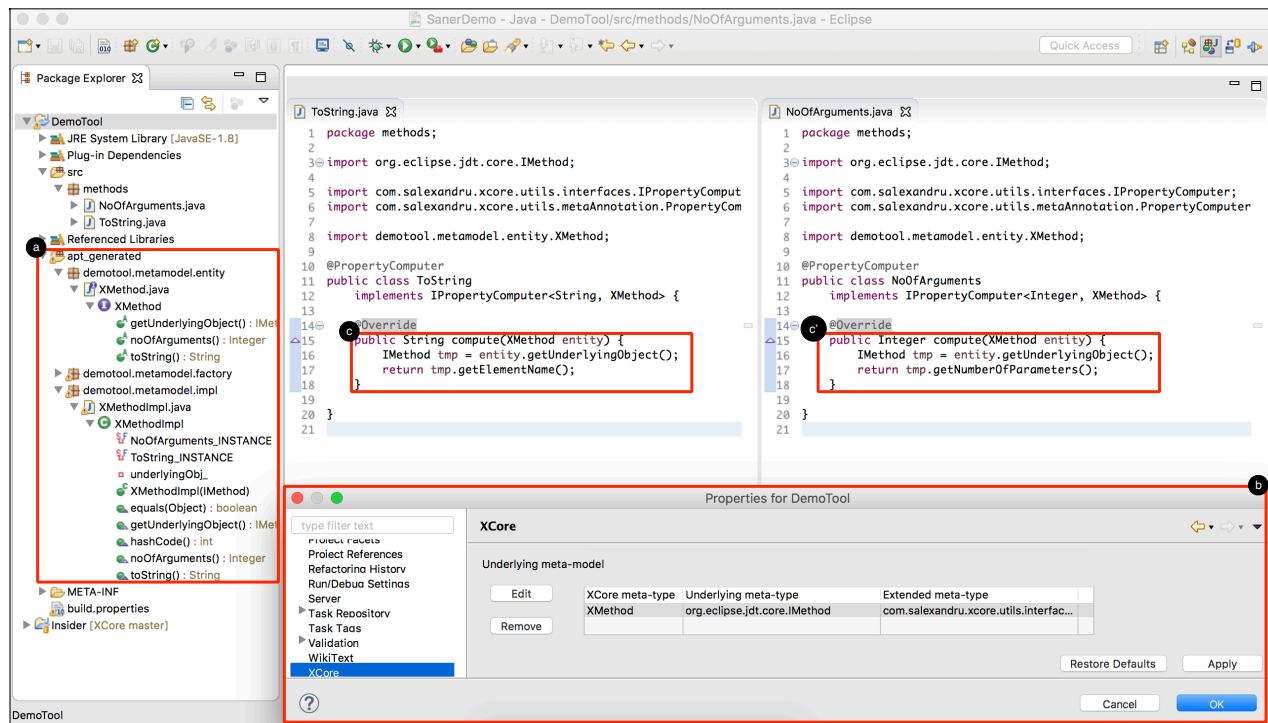 SanerDemo - Java - DemoTool/src/methods/NoOfArguments.java - Eclipse
Quick Access
Package Explorer
DemoTool
JRE System Library [JavaSE-1.8]
Plug-in Dependencies
src
methods
NoOfArguments.java
ToString.java
Referenced Libraries
a
apt_generated
demotool.metamodel.entity
XMethod.java
XMethod
getUnderlyingObject() : IMet
noOfArguments() : Integer
toString() : String
demotool.metamodel.factory
demotool.metamodel.impl
XMethodImpl.java
XMethodImpl
NoOfArguments_INSTANCE
ToString_INSTANCE
underlyingObj_
XMethodImpl(IMethod)
equals(Object) : boolean
getUnderlyingObject() : IMet
hashCode() : int
noOfArguments() : Integer
toString() : String
META-INF
build.properties
Insider [XCore master]
DemoTool
ToString.java
1 package methods;
2
3 import org.eclipse.jdt.core.IMethod;
4
5 import com.salexandru.xcore.utils.interfaces.IPropertyComput
6 import com.salexandru.xcore.utils.metaAnnotation.PropertyCom
7
8 import demotool.metamodel.entity.XMethod;
9
10 @PropertyComputer
11 public class ToString
12 implements IPropertyComputer<String, XMethod> {
13
14 @Override
c
15 public String compute(XMethod entity) {
16 IMethod tmp = entity.getUnderlyingObject();
17 return tmp.getElementName();
18 }
19
20 }
21
NoOfArguments.java
1 package methods;
2
3 import org.eclipse.jdt.core.IMethod;
4
5 import com.salexandru.xcore.utils.interfaces.IPropertyComputer;
6 import com.salexandru.xcore.utils.metaAnnotation.PropertyComputer
7
8 import demotool.metamodel.entity.XMethod;
9
10 @PropertyComputer
11 public class NoOfArguments
12 implements IPropertyComputer<Integer, XMethod> {
13
14 @Override
c'
15 public Integer compute(XMethod entity) {
16 IMethod tmp = entity.getUnderlyingObject();
17 return tmp.getNumberOfParameters();
18 }
19
20 }
21
b
Properties for DemoTool
type filter text
Project Facets
Project References
Refactoring History
Run/Debug Settings
Server
Task Repository
Task Tags
Validation
WikiText
XCore
XCore
Underlying meta-model
Edit
Remove
XCore meta-type Underlying meta-type Extended meta-type
XMethod org.eclipse.jdt.core.IMethod com.salexandru.xcore.utils.interfac...
Restore Defaults Apply
?
Cancel OK